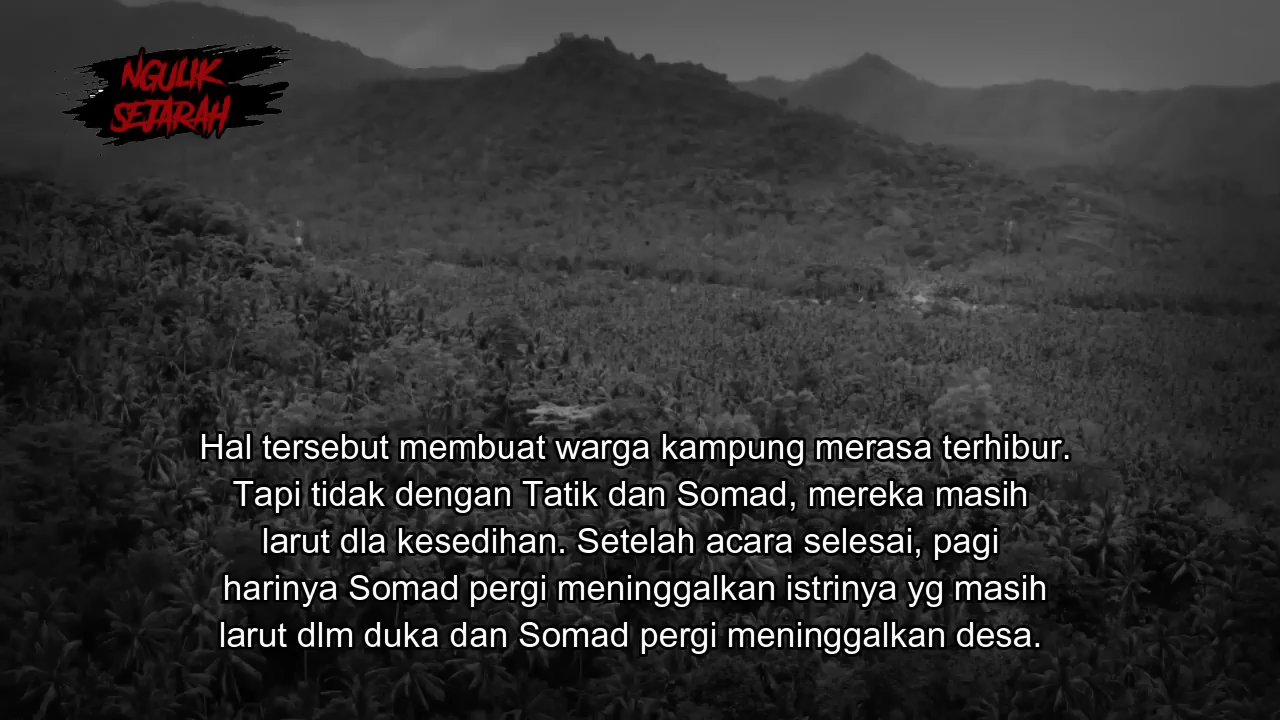 NGULIK
SEJARAH
Hal tersebut membuat warga kampung merasa terhibur.
Tapi tidak dengan Tatik dan Somad, mereka masih
larut dla kesedihan. Setelah acara selesai, pagi
harinya Somad pergi meninggalkan istrinya yg masih
larut dlm duka dan Somad pergi meninggalkan desa.